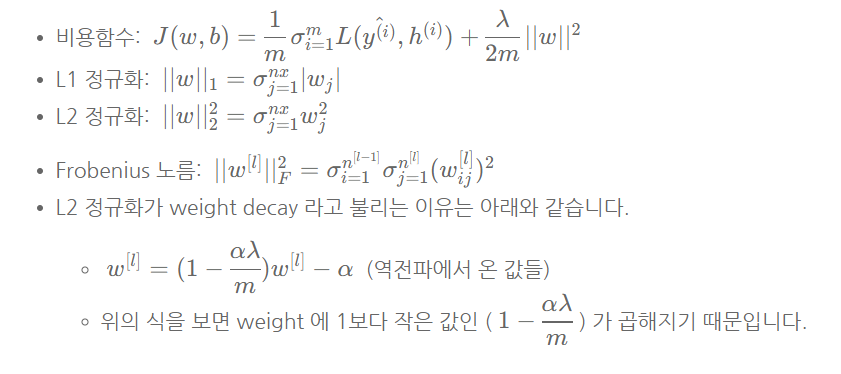 • 비용함수: $J(w,b) = \frac{1}{m}\sigma_{i=1}^{m}L(\hat{y^{(i)}}, h^{(i)}) + \frac{\lambda}{2m}||w||^2$
• L1 정규화: $||w||_1 = \sigma_{j=1}^{nx}|w_j|$
• L2 정규화: $||w||_2^2 = \sigma_{j=1}^{nx}w_j^2$
• Frobenius 노름: $||w^{[l]}||_F^2 = \sigma_{i=1}^{n^{[l-1]}}\sigma_{j=1}^{n^{[l]}}(w_{ij}^{[l]})^2$
• L2 정규화가 weight decay 라고 불리는 이유는 아래와 같습니다.
◦ $w^{[l]} = (1 - \frac{\alpha\lambda}{m})w^{[l]} - \alpha$ (역전파에서 온 값들)
◦ 위의 식을 보면 weight 에 1보다 작은 값인 ( $1 - \frac{\alpha\lambda}{m}$ ) 가 곱해지기 때문입니다.